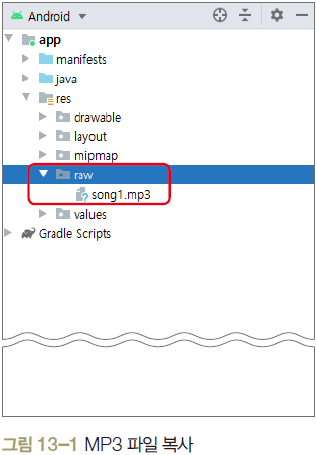 Android
app
manifests
java
res
drawable
layout
mipmap
raw
song1.mp3
values
Gradle Scripts
그림 13-1 MP3 파일 복사